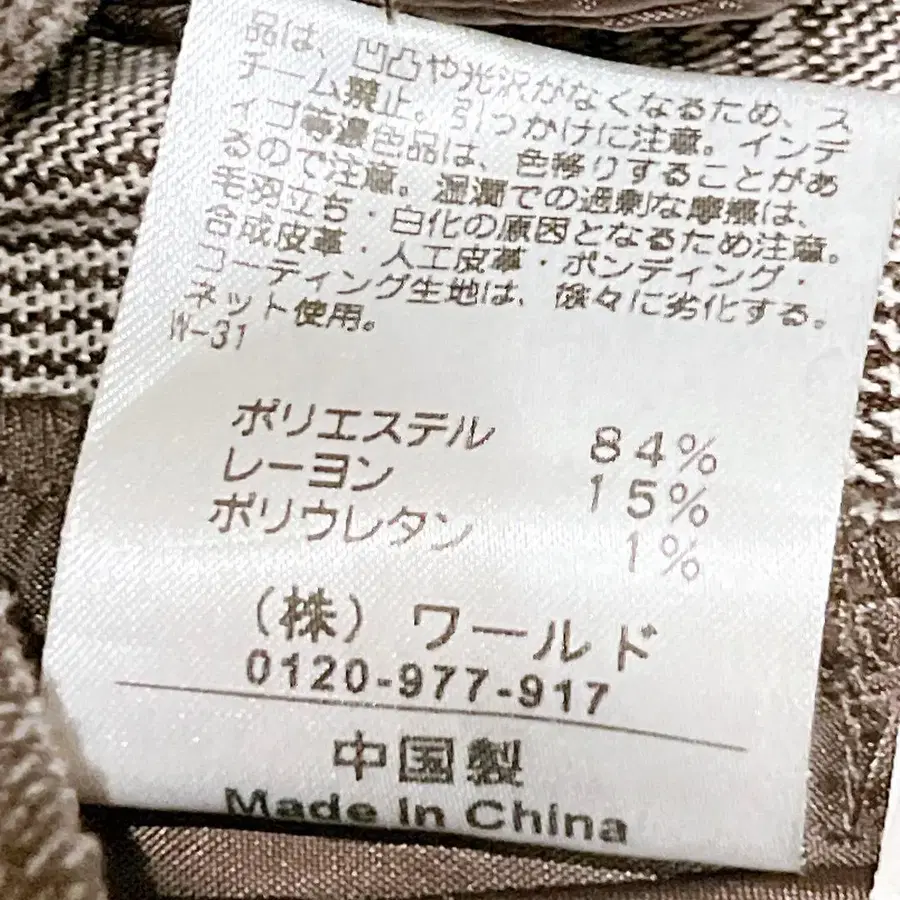 品は、凹凸や光沢がなくなるため、ス
チーム禁止。引っかけに注意。インデ
ィゴ等濃色品は、色移りすることがあ
るので注意。湿潤での過剰な摩擦は、
毛羽立ち・白化の原因となるため注意。
合成皮革・人工皮革・ボンディング・
コーティング生地は、徐々に劣化する。
ネット使用。
-31
ポリエステル 84%
レーヨン 15%
ポリウレタン 1%
(株) ワールド
0120-977-917
中国製
Made In China